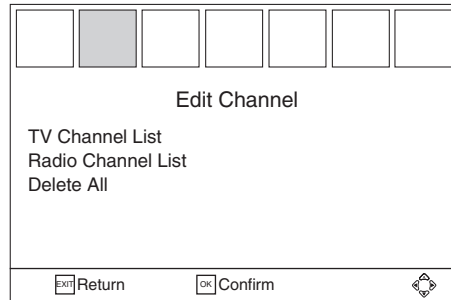 Edit Channel
TV Channel List
Radio Channel List
Delete All
EXIT Return OK Confirm